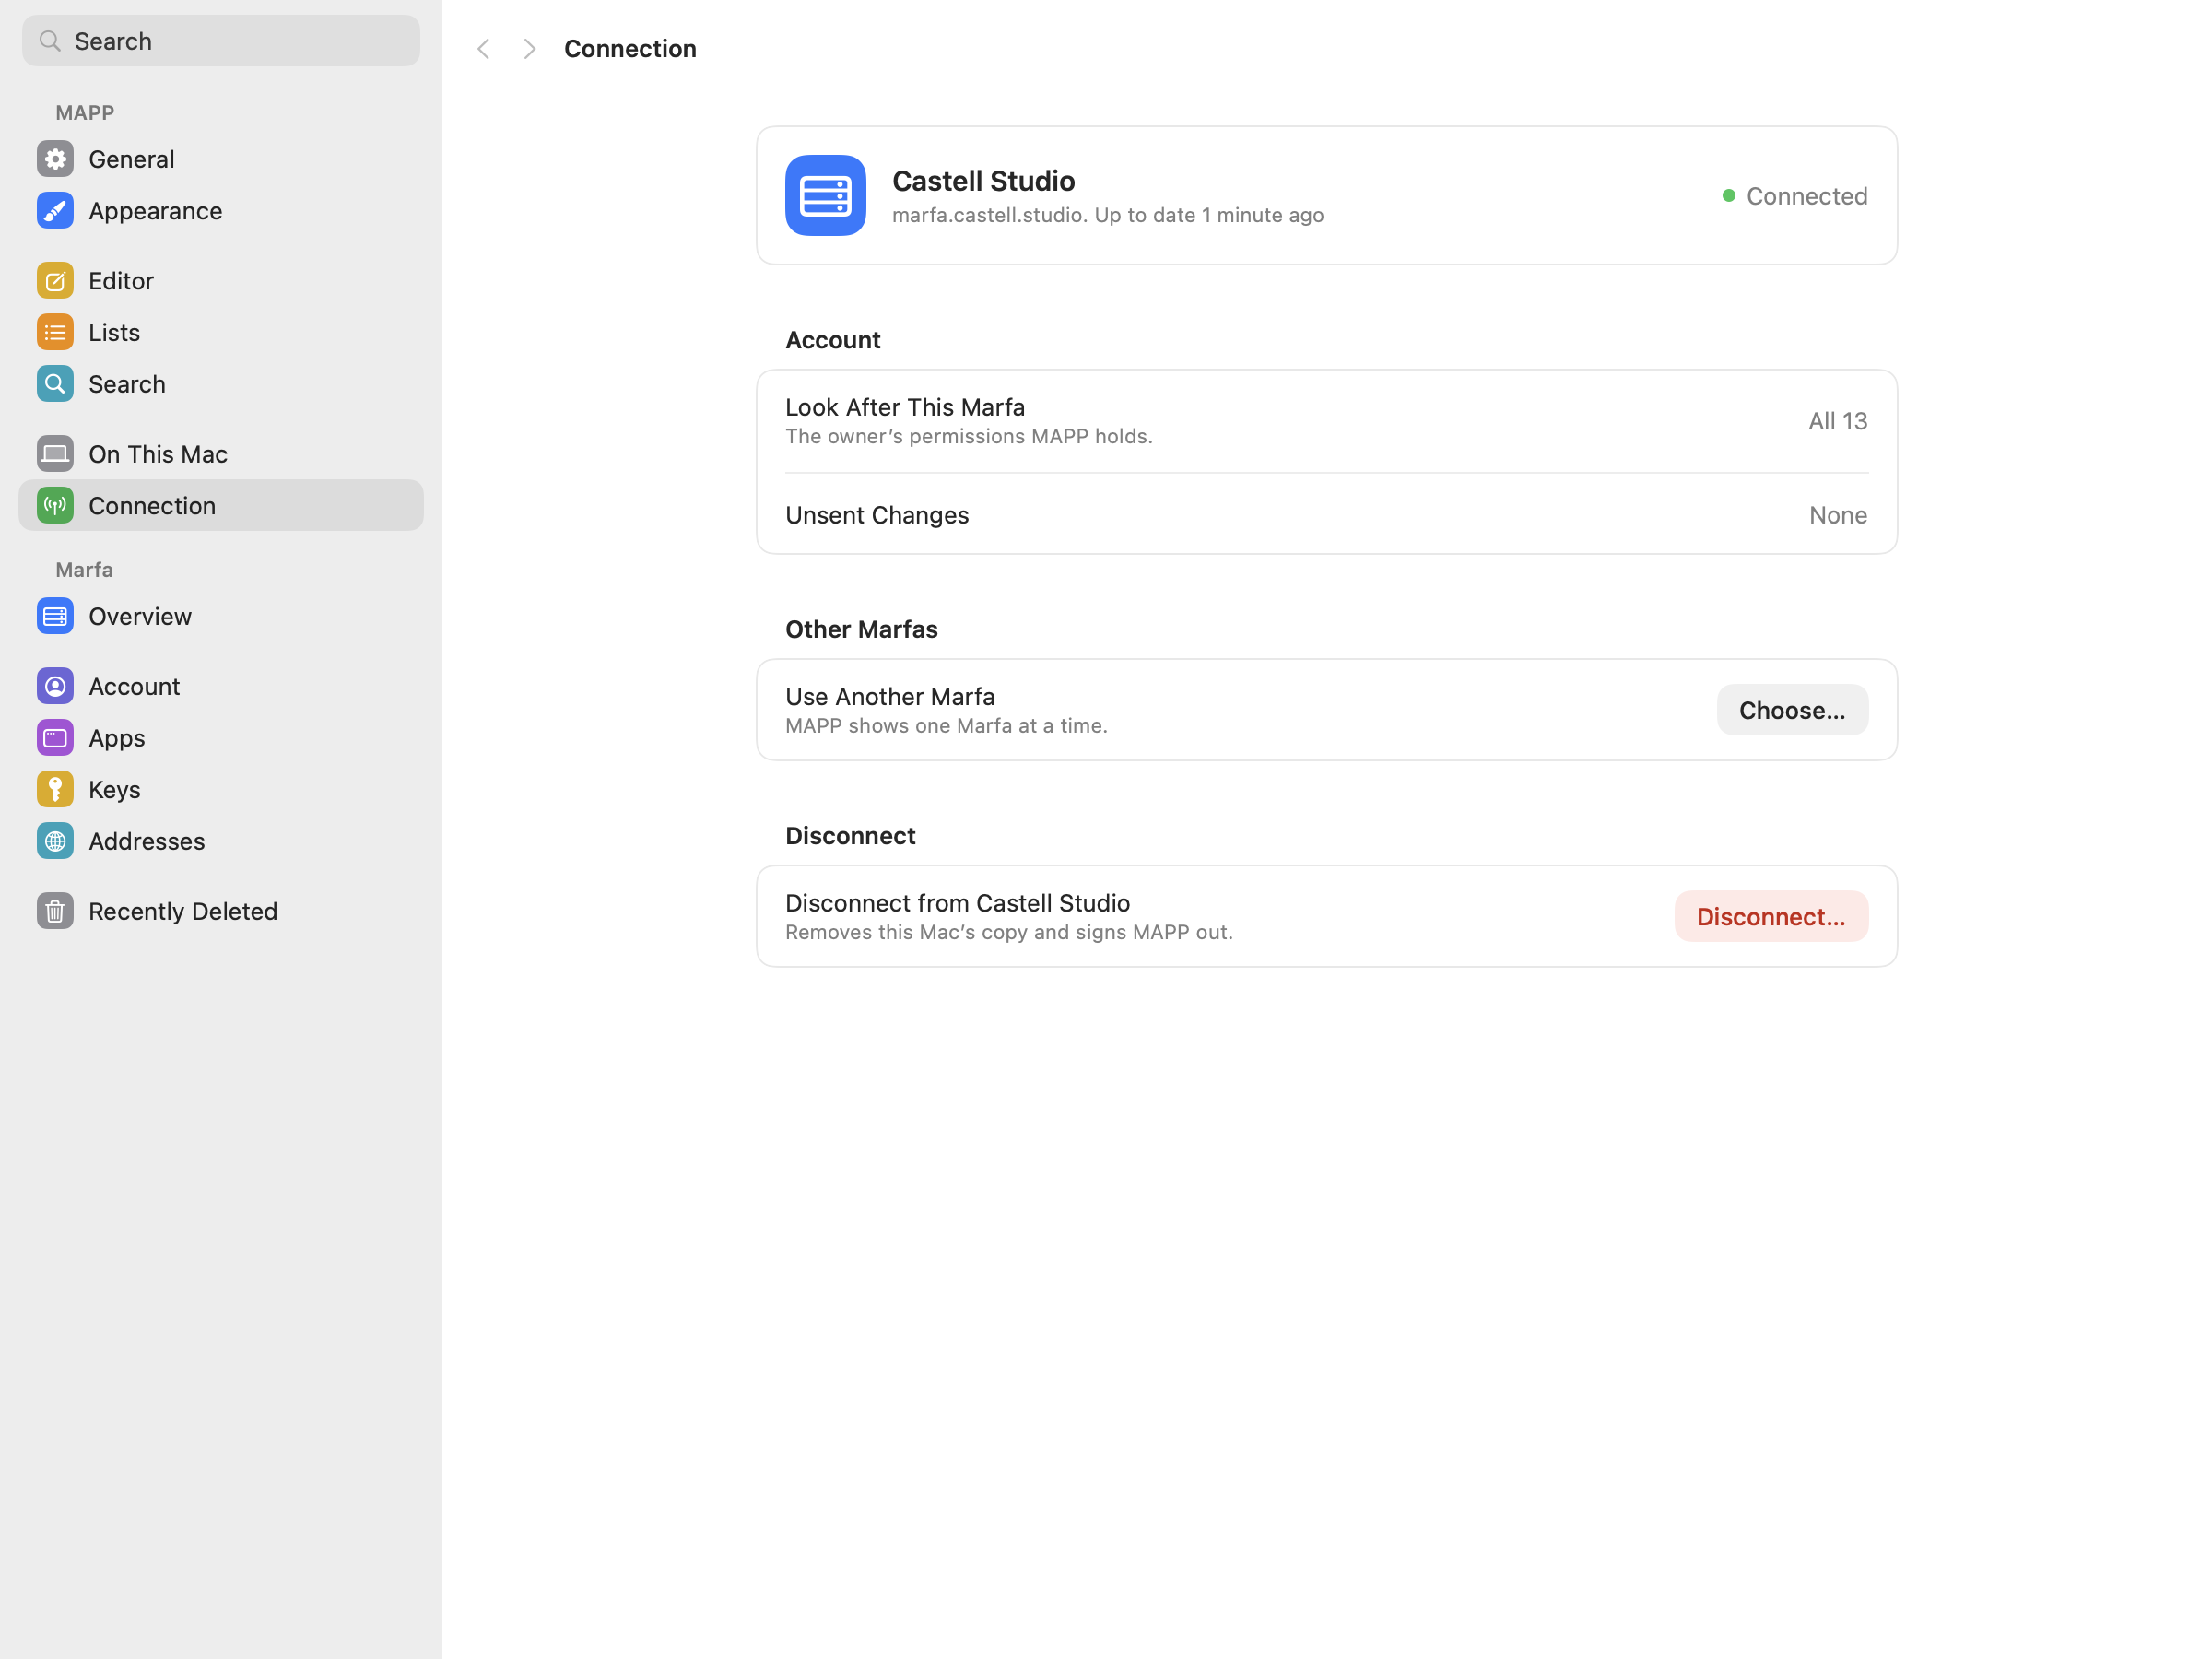 Search
MAPP
General
Appearance
Editor
Lists
Search
On This Mac
Connection
Marfa
Overview
Account
Apps
Keys
Addresses
Recently Deleted
Connection
Castell Studio
marfa.castell.studio. Up to date 1 minute ago
Connected
Account
Look After This Marfa
The owner’s permissions MAPP holds.
All 13
Unsent Changes
None
Other Marfas
Use Another Marfa
MAPP shows one Marfa at a time.
Choose...
Disconnect
Disconnect from Castell Studio
Removes this Mac’s copy and signs MAPP out.
Disconnect...